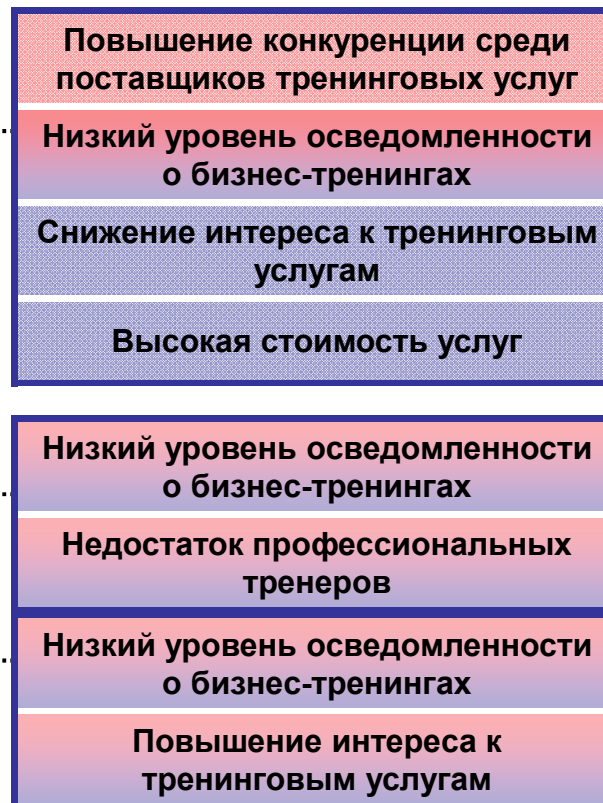 Повышение конкуренции среди
поставщиков тренинговых услуг
..
Низкий уровень осведомленности
о бизнес-тренингах
Снижение интереса к тренинговым
услугам
Высокая стоимость услуг
Низкий уровень осведомленности
о бизнес-тренингах
..
Недостаток профессиональных
тренеров
Низкий уровень осведомленности
..
о бизнес-тренингах
Повышение интереса к
тренинговым услугам